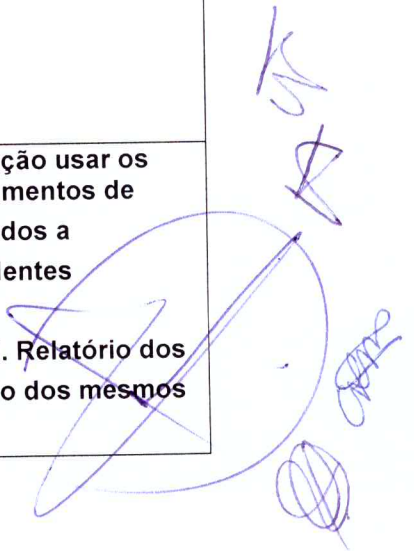 ção usar os
mentos de
dos a
lentes
. Relatório dos
o dos mesmos